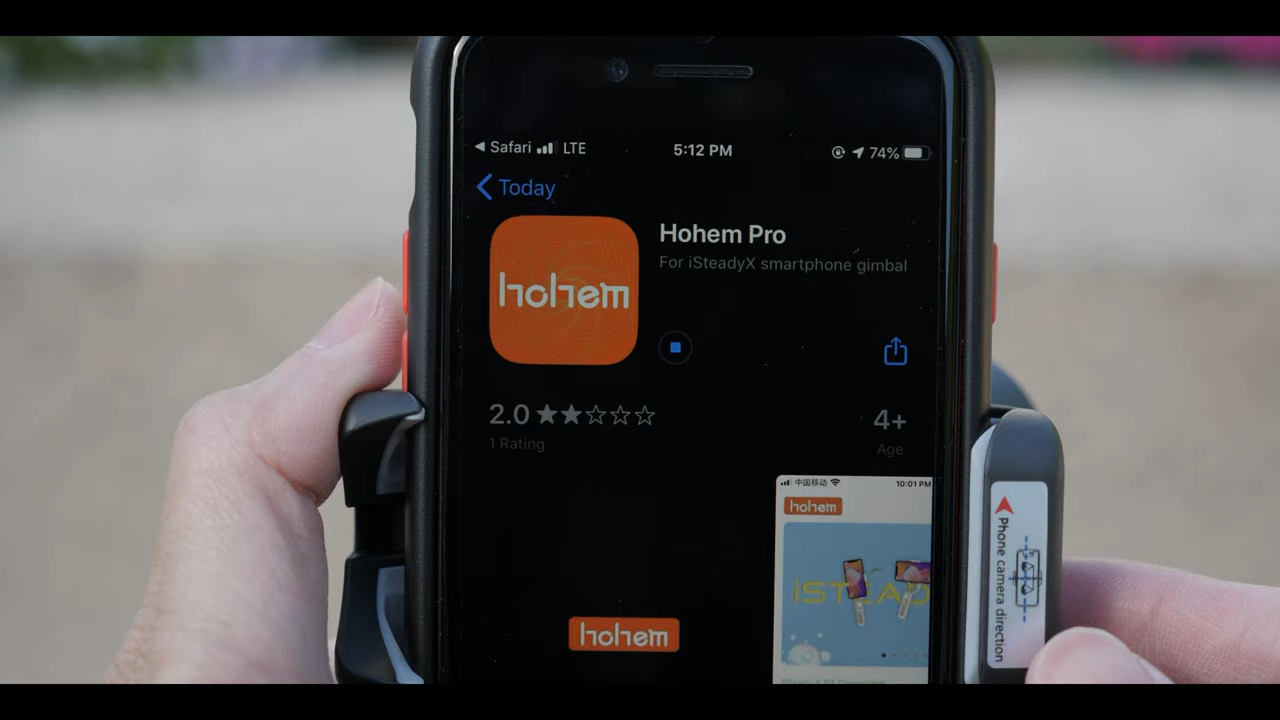 Safari LTE
5:12 PM
74%
Today
hohem
Hohem Pro
For iSteadyX smartphone gimbal
2.0
1 Rating
4+
Age
中国移动
10:01 PM
hohem
iSTEAD
hohem
Phone camera direction